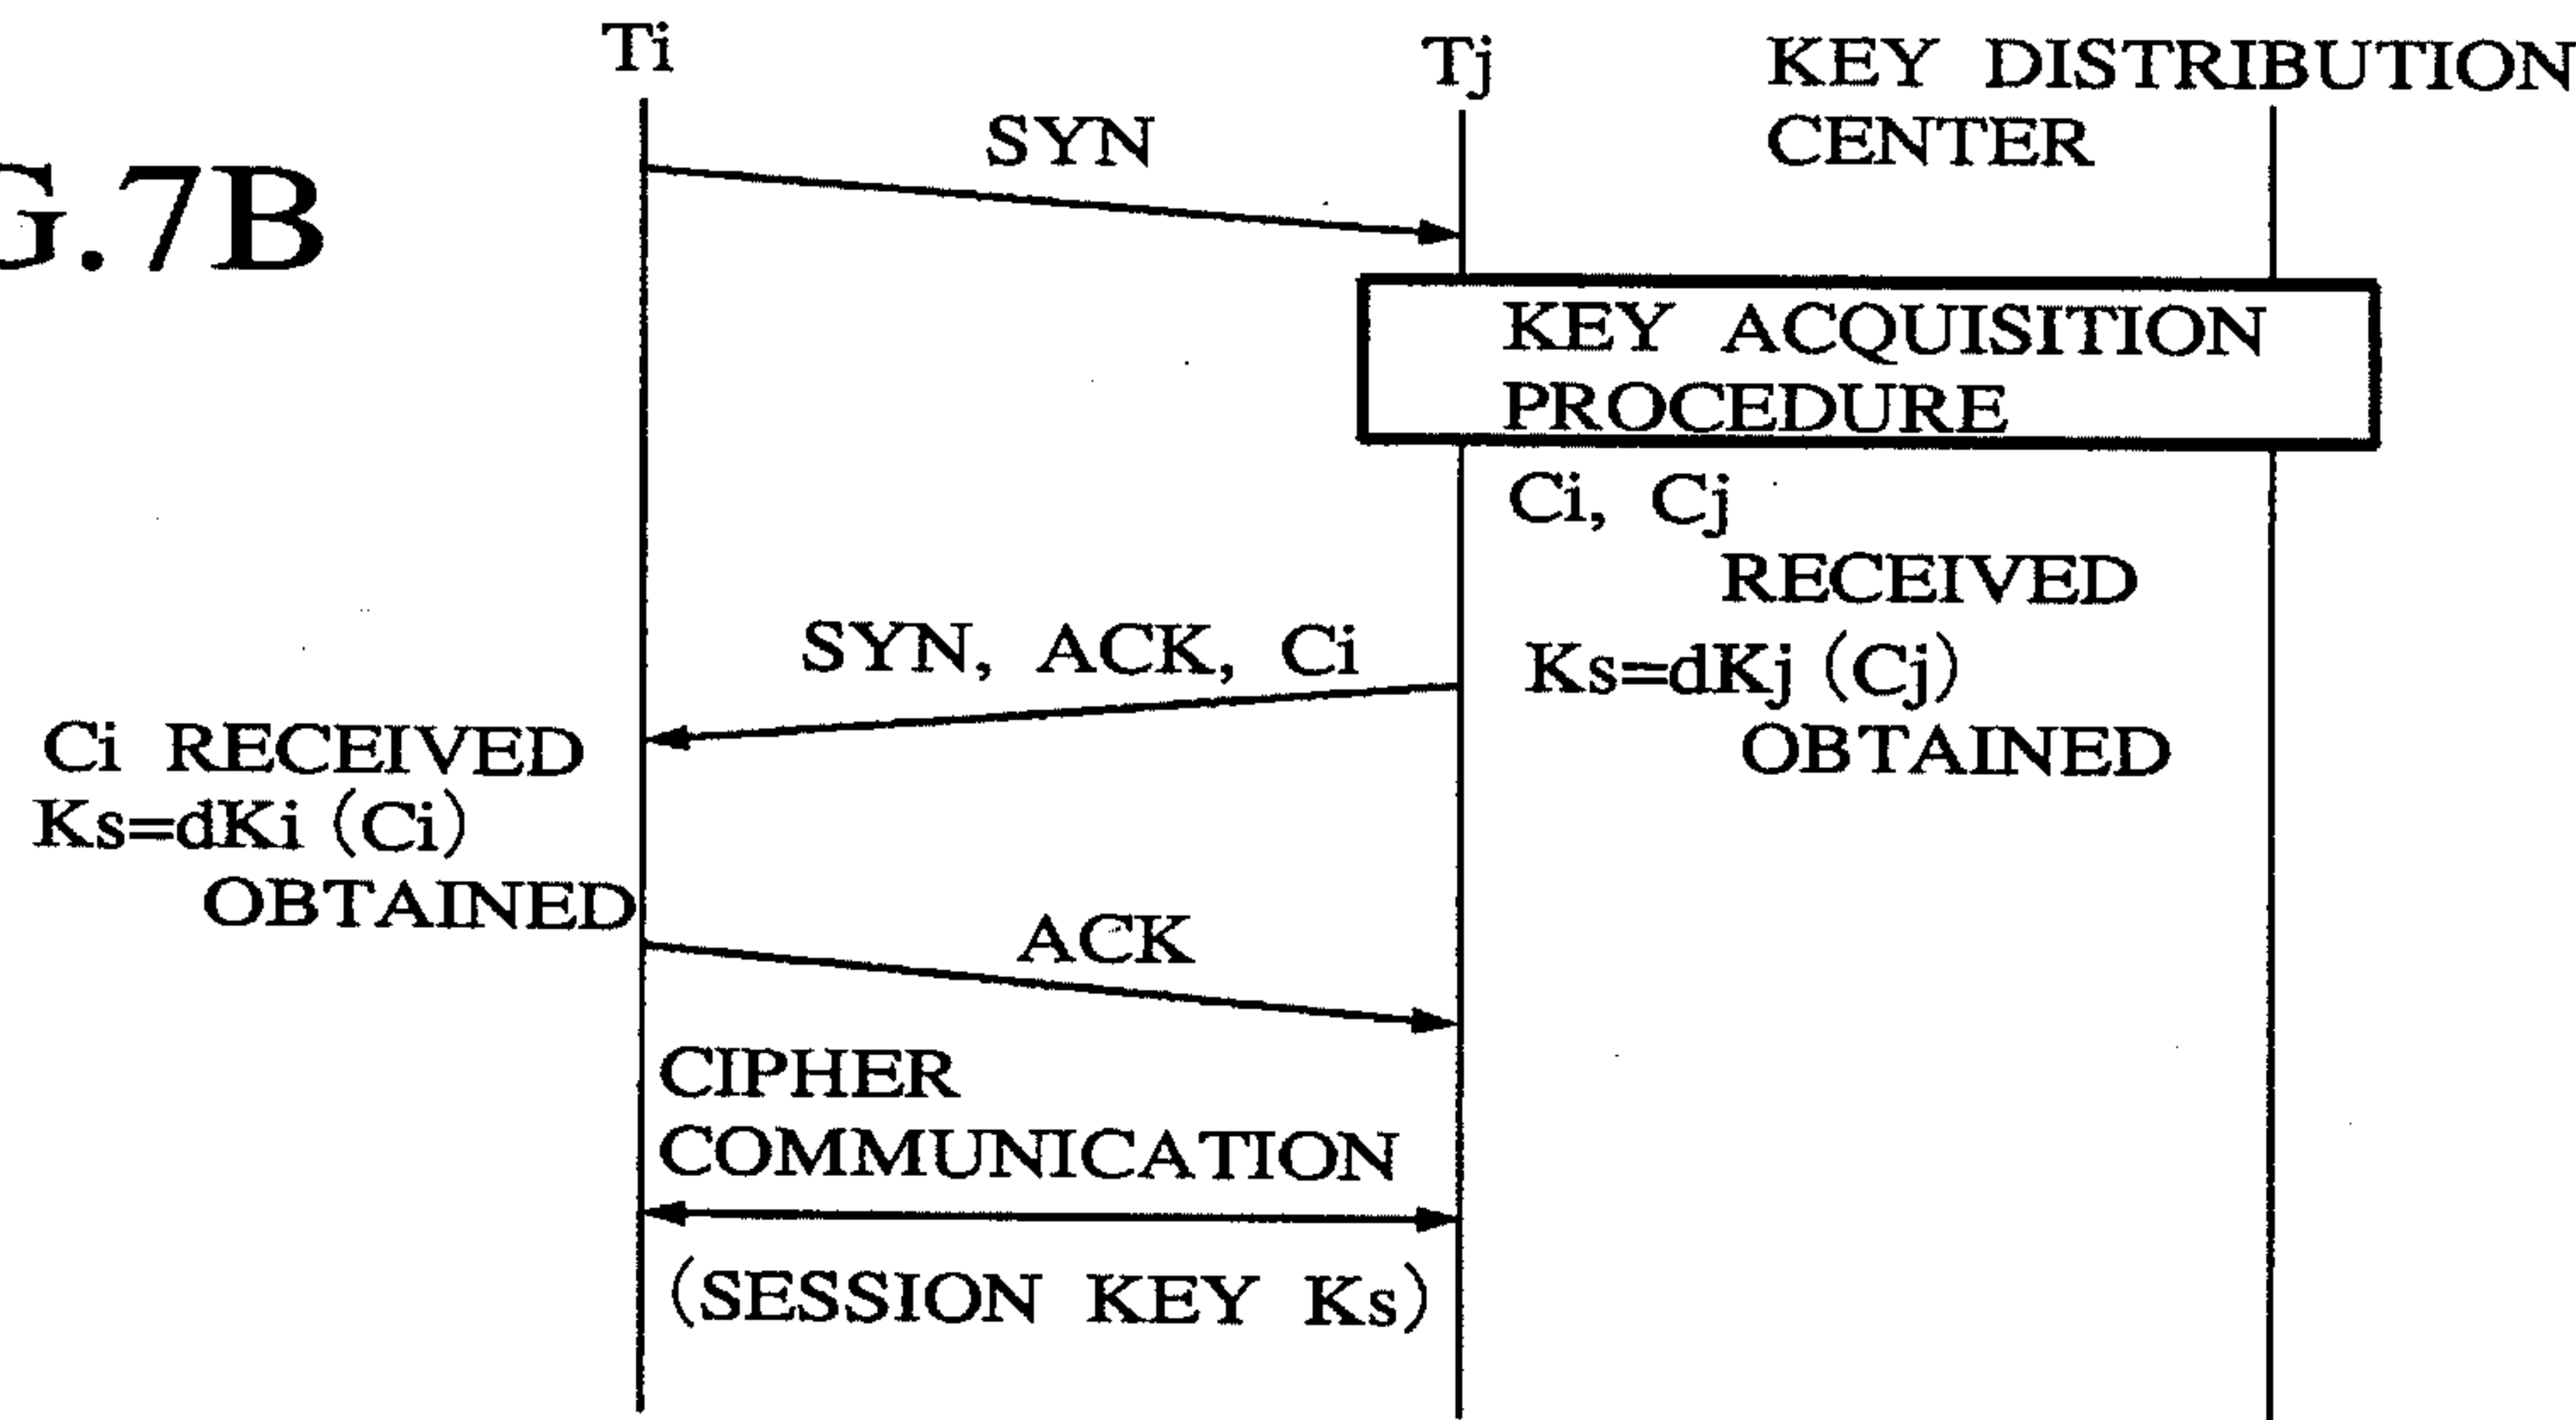 G.7B
Ti
Tj
KEY DISTRIBUTION
CENTER
SYN
KEY ACQUISITION
PROCEDURE
Ci, Cj
RECEIVED
SYN, ACK, Ci
Ks=dKj (Cj)
OBTAINED
Ci RECEIVED
Ks=dKi (Ci)
OBTAINED
ACK
CIPHER
COMMUNICATION
(SESSION KEY Ks)